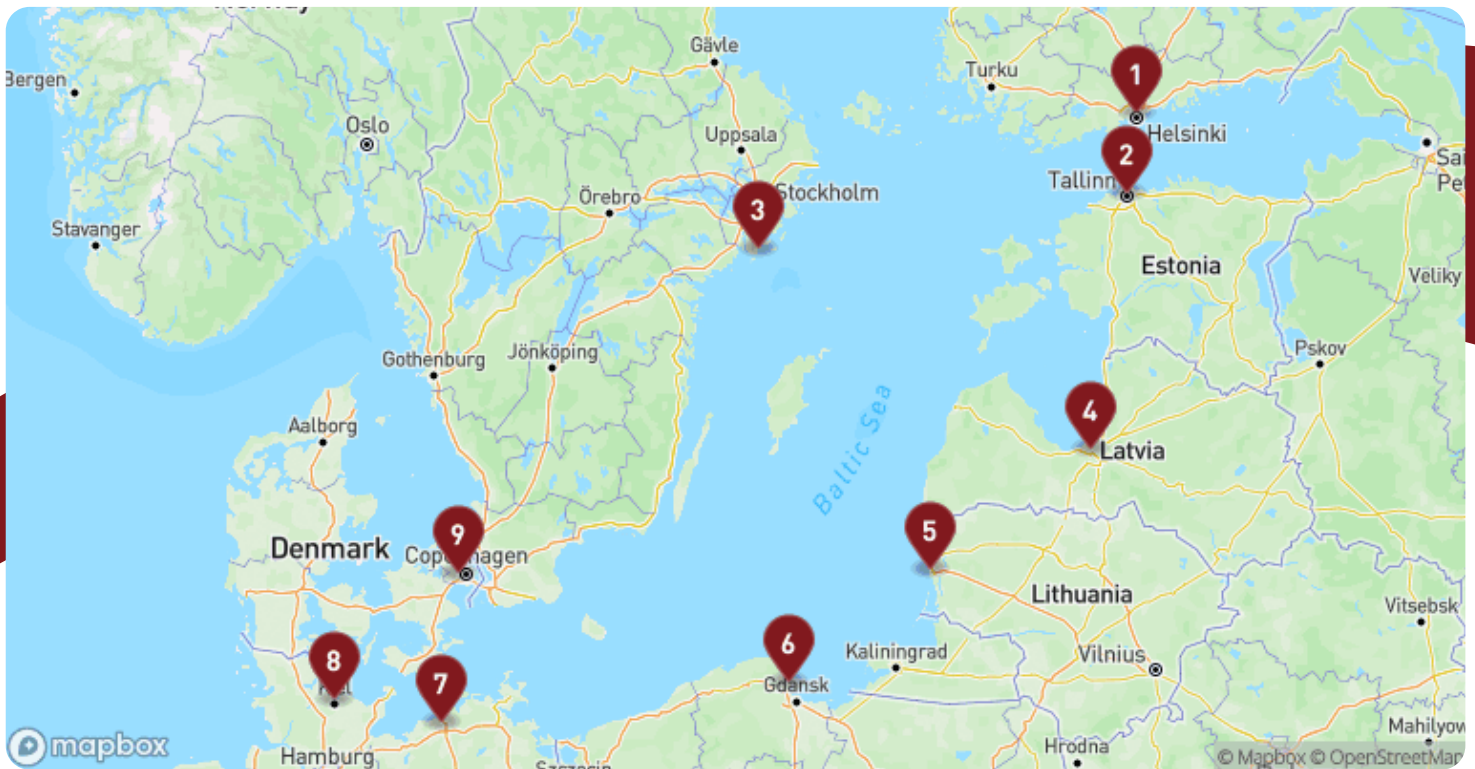 Norway
Bergen
Oslo
Stavanger
Gävle
Uppsala
Örebro
Stockholm
3
Turku
1
Helsinki
2
Tallinn
Estonia
Veliky
Pskov
Gothenburg
Jönköping
Aalborg
Baltic Sea
4
Latvia
9
Copenhagen
Denmark
5
Lithuania
Vitsebsk
8
7
6
Gdansk
Kaliningrad
Vilnius
Mahilyow
Hrodna
Hamburg
mapbox
© Mapbox © OpenStreetMap